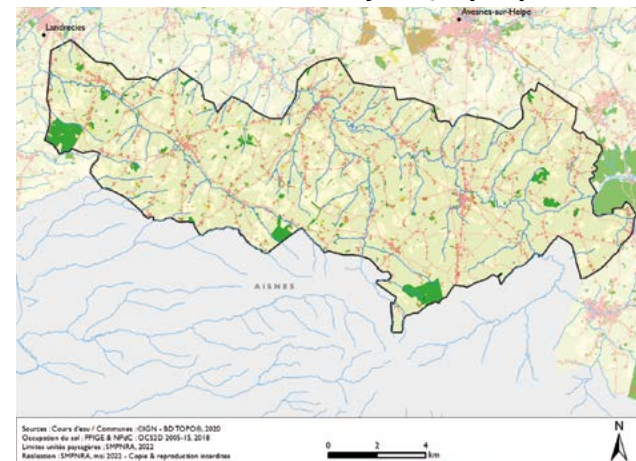 Avesnes-sur-Helpe
Landrecies
AISNES
Sources : Cours d'eau / Communes : ©IGN - BD TOPO®, 2020
Occupation du sol : PPIGE & NPdC : OCS2D 2005-15, 2018
Limites unités paysagères : SMPNRA, 2022
Réalisation : SMPNRA, mai 2022 - Copie & reproduction interdites
0 2 4
km
N